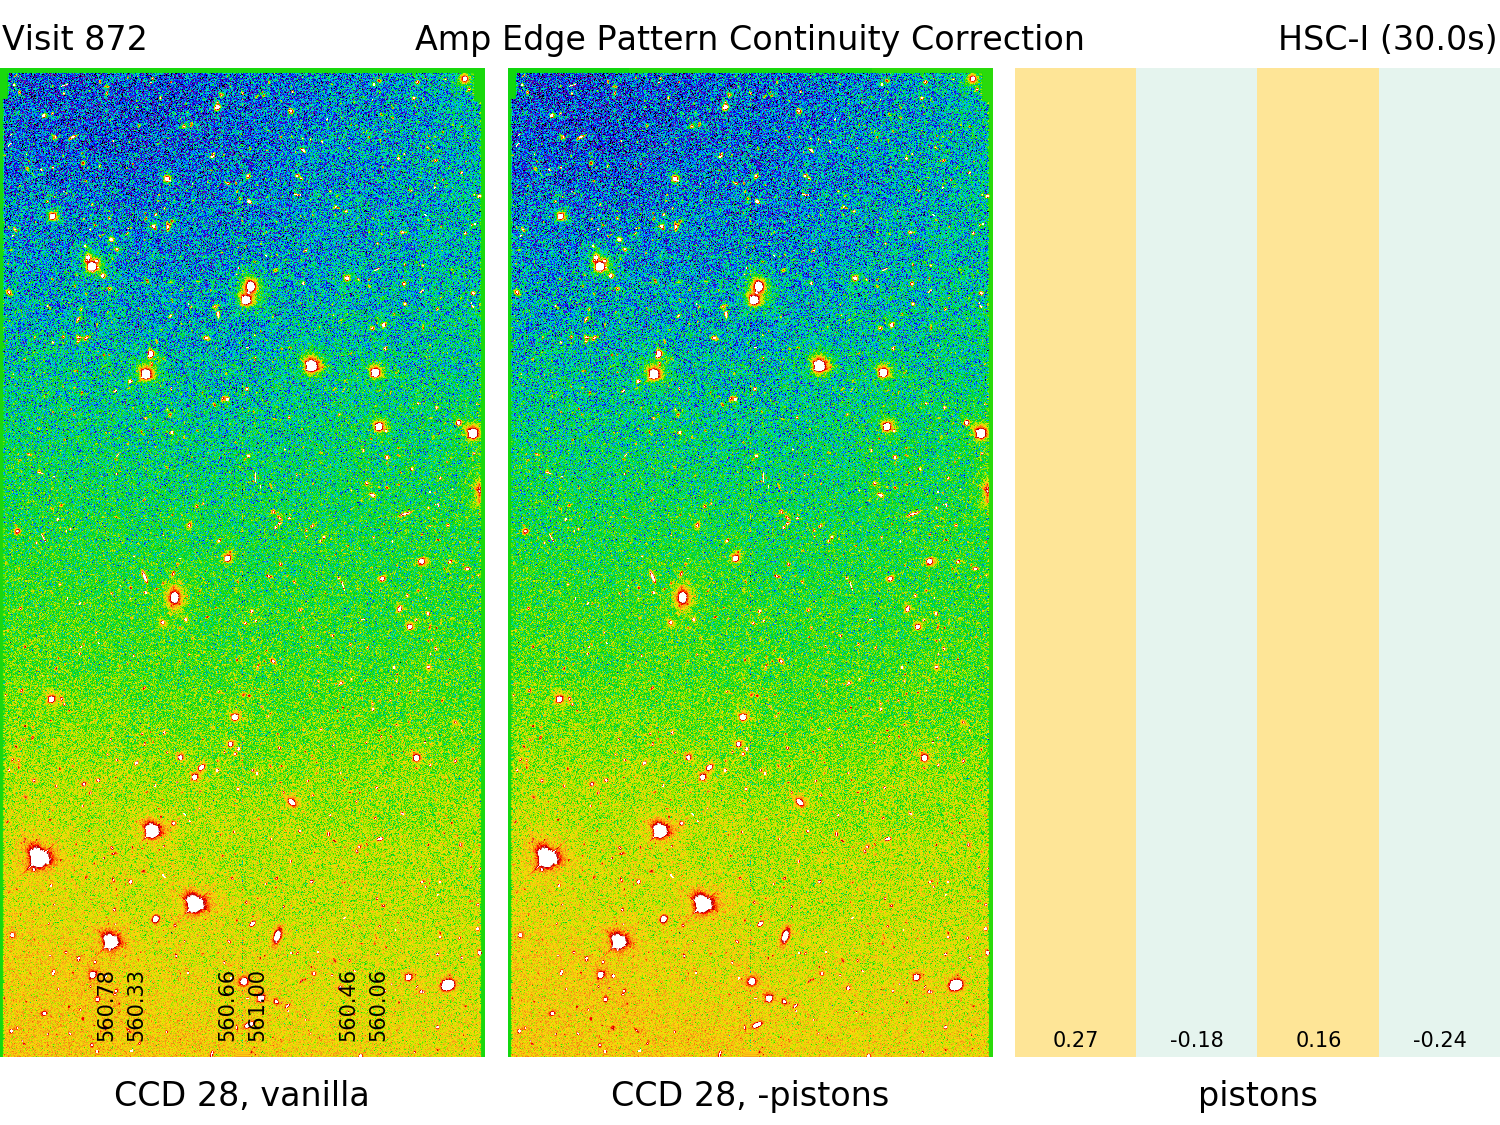 Visit 872
Amp Edge Pattern Continuity Correction
HSC-I (30.0s)
560.78
560.33
560.66
561.00
560.46
560.06
0.27
-0.18
0.16
-0.24
CCD 28, vanilla
CCD 28, -pistons
pistons